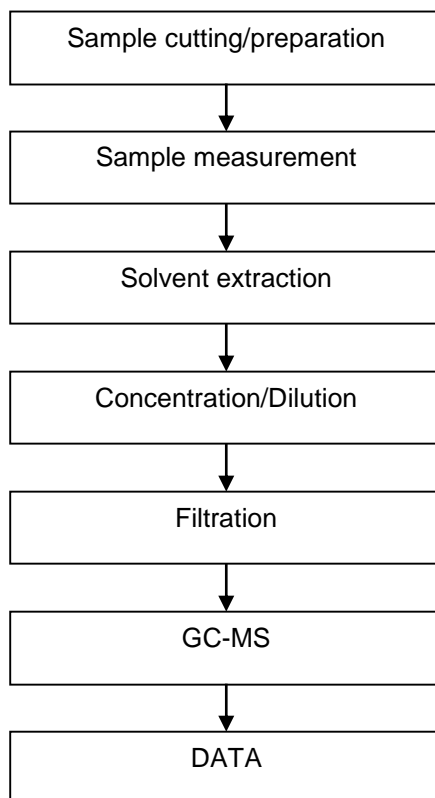 Sample cutting/preparation
Sample measurement
Solvent extraction
Concentration/Dilution
Filtration
GC-MS
DATA